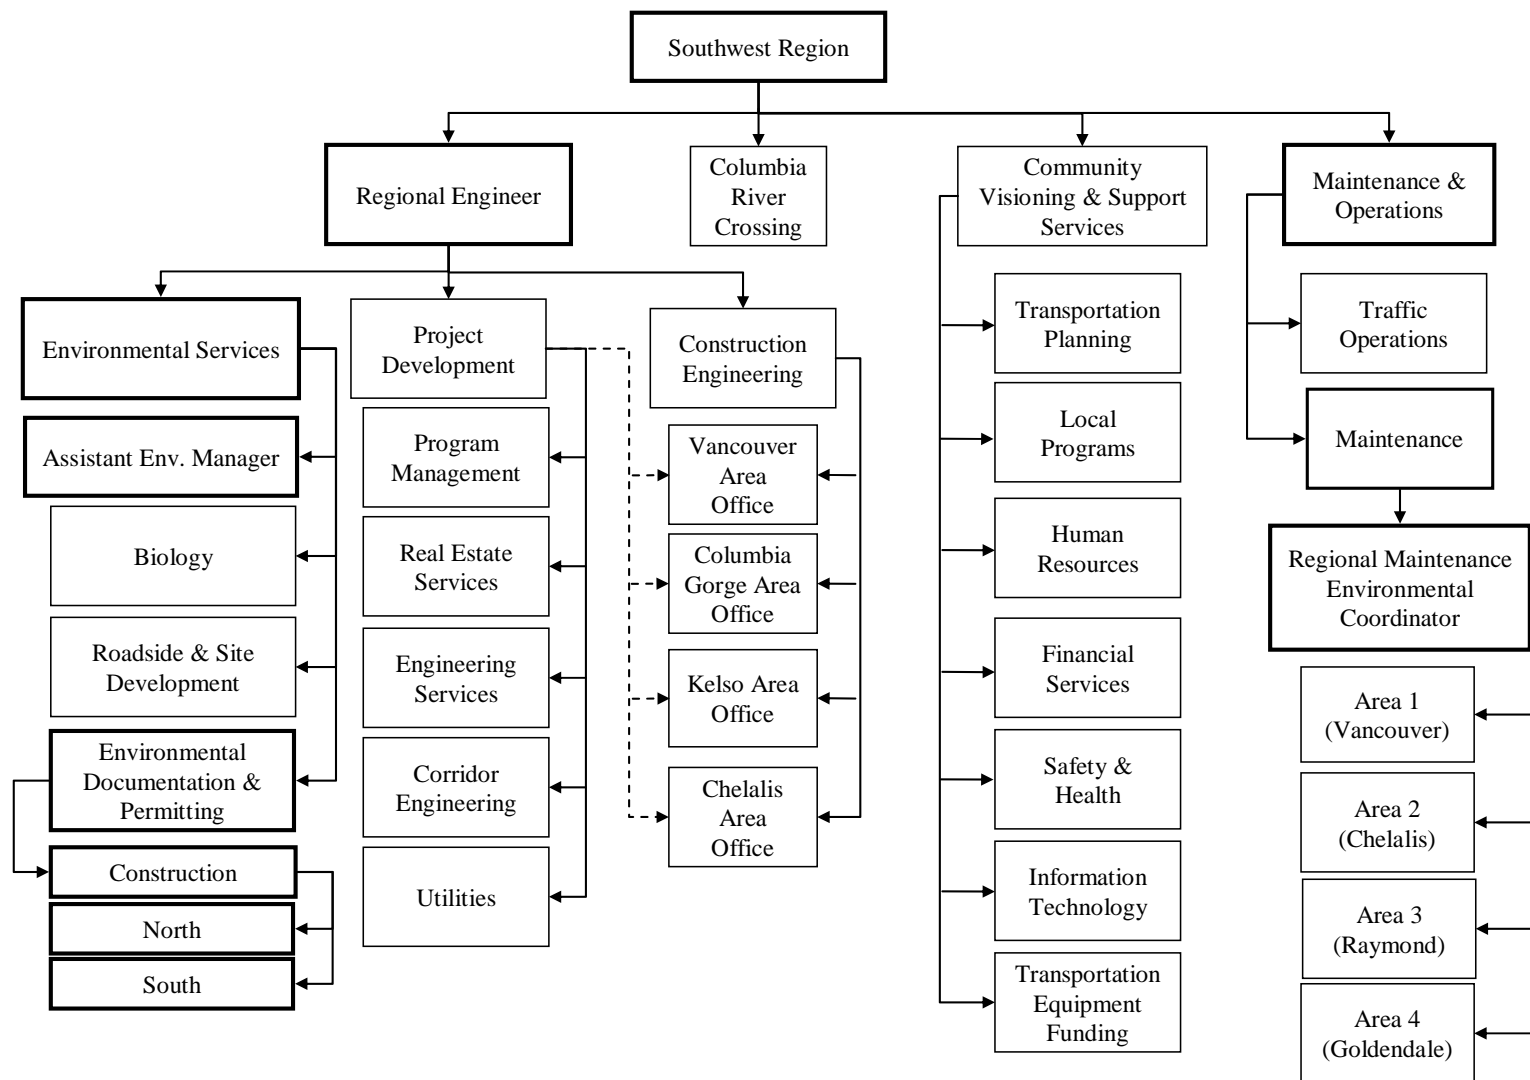 Southwest Region
Regional Engineer
Columbia
River
Crossing
Community
Visioning & Support
Services
Maintenance &
Operations
Environmental Services
Assistant Env. Manager
Biology
Roadside & Site
Development
Environmental
Documentation &
Permitting
Construction
North
South
Project
Development
Program
Management
Real Estate
Services
Engineering
Services
Corridor
Engineering
Utilities
Construction
Engineering
Vancouver
Area
Office
Columbia
Gorge Area
Office
Kelso Area
Office
Chelalis
Area
Office
Transportation
Planning
Local
Programs
Human
Resources
Financial
Services
Safety &
Health
Information
Technology
Transportation
Equipment
Funding
Traffic
Operations
Maintenance
Regional Maintenance
Environmental
Coordinator
Area 1
(Vancouver)
Area 2
(Chelalis)
Area 3
(Raymond)
Area 4
(Goldendale)